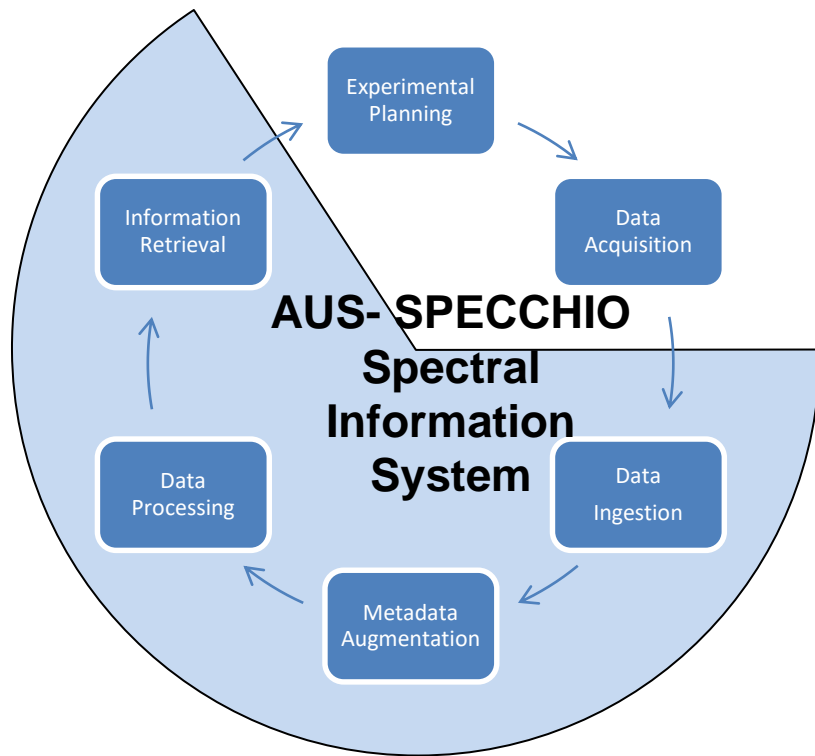 Experimental
Planning
Data
Acquisition
Information
Retrieval
AUS- SPECCHIO
Spectral
Information
System
Data
Processing
Data
Ingestion
Metadata
Augmentation